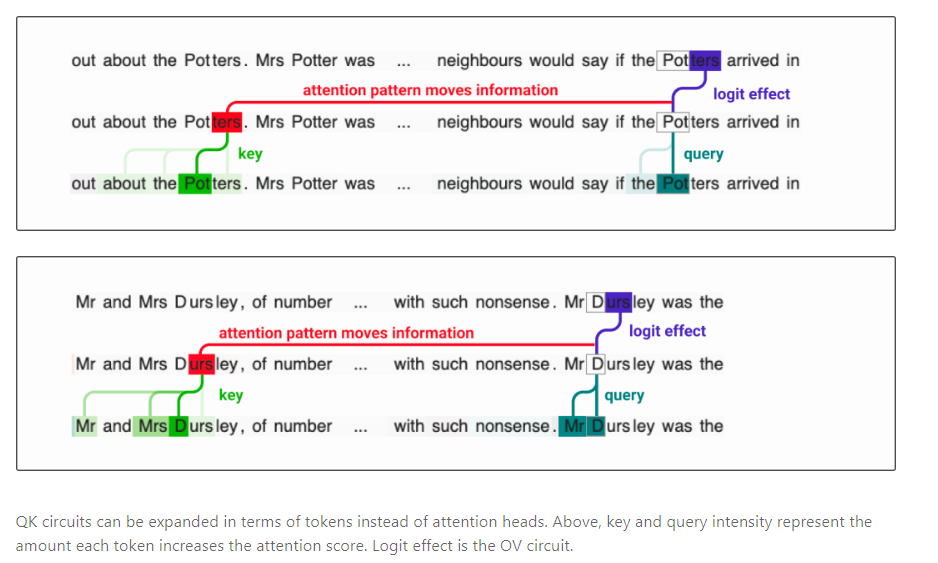 out about the Potters. Mrs Potter was ... neighbours would say if the Potters arrived in
attention pattern moves information
logit effect
out about the Potters. Mrs Potter was ... neighbours would say if the Potters arrived in
key
query
out about the Potters. Mrs Potter was ... neighbours would say if the Potters arrived in
Mr and Mrs Dursley, of number ... with such nonsense. Mr Dursley was the
attention pattern moves information
logit effect
Mr and Mrs Dursley, of number ... with such nonsense. Mr Dursley was the
key
query
Mr and Mrs Dursley, of number ... with such nonsense. Mr Dursley was the
QK circuits can be expanded in terms of tokens instead of attention heads. Above, key and query intensity represent the
amount each token increases the attention score. Logit effect is the OV circuit.